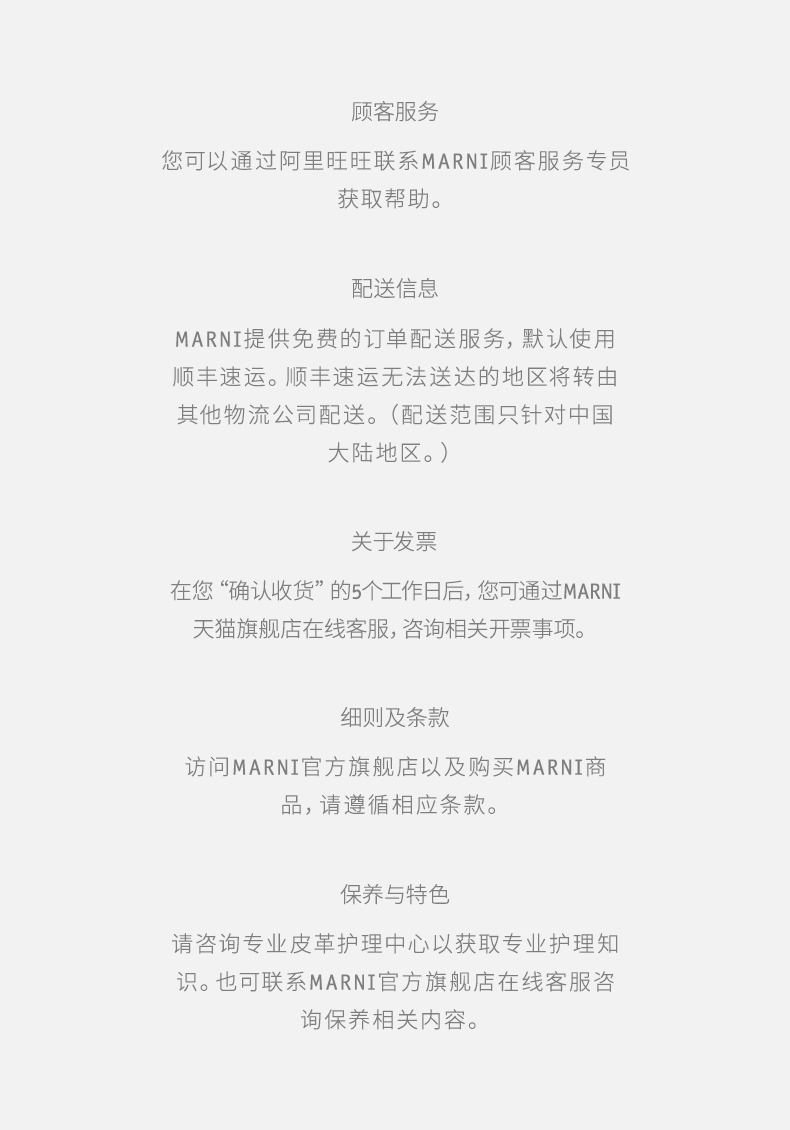 顾客服务
您可以通过阿里旺旺联系MARNI顾客服务专员
获取帮助。
配送信息
MARNI提供免费的订单配送服务，默认使用
顺丰速运。顺丰速运无法送达的地区将转由
其他物流公司配送。（配送范围只针对中国
大陆地区。）
关于发票
在您“确认收货”的5个工作日后，您可通过MARNI
天猫旗舰店在线客服，咨询相关开票事项。
细则及条款
访问MARNI官方旗舰店以及购买MARNI商
品，请遵循相应条款。
保养与特色
请咨询专业皮革护理中心以获取专业护理知
识。也可联系MARNI官方旗舰店在线客服咨
询保养相关内容。